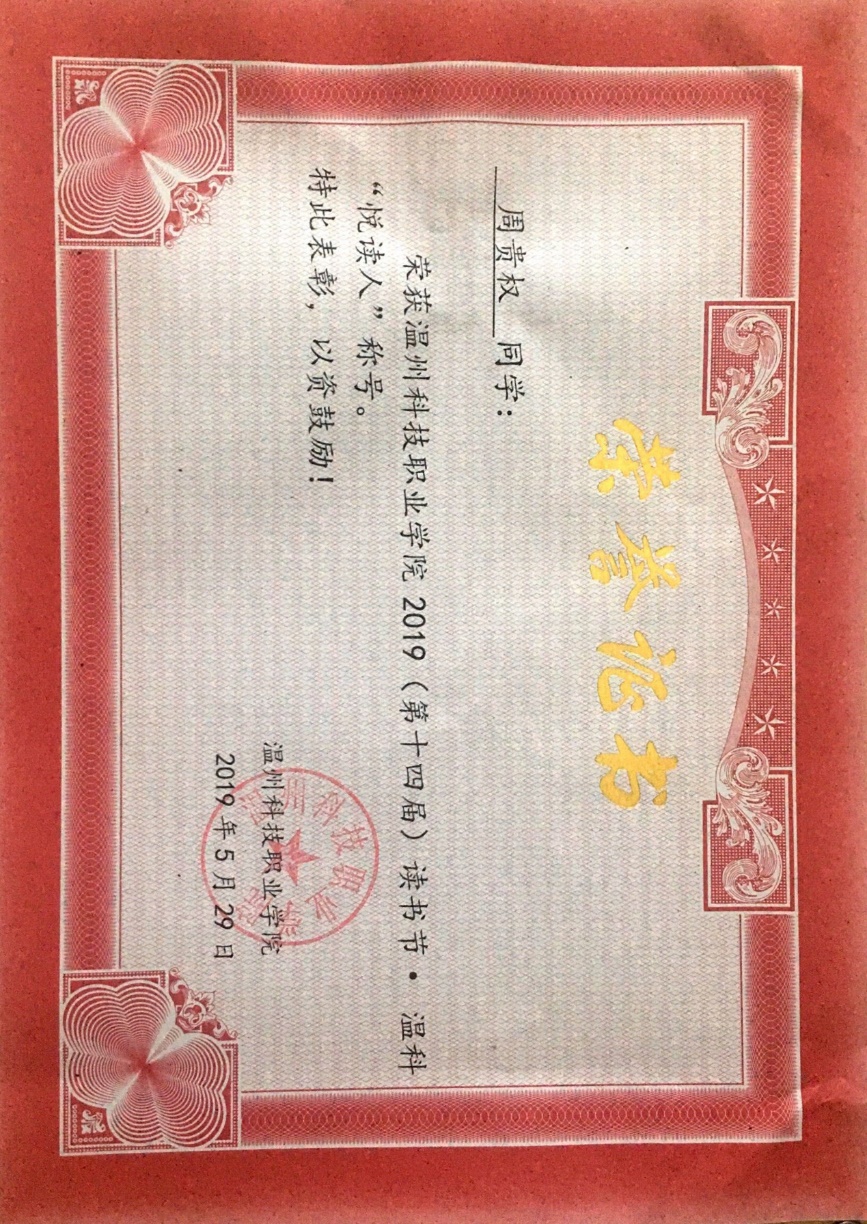 荣誉证书
周贵权 同学：
荣获温州科技职业学院 2019（第十四届）读书节·温科
“悦读人”称号。
特此表彰，以资鼓励！
温州科技职业学院
2019 年 5 月 29 日
温州科技职业学院